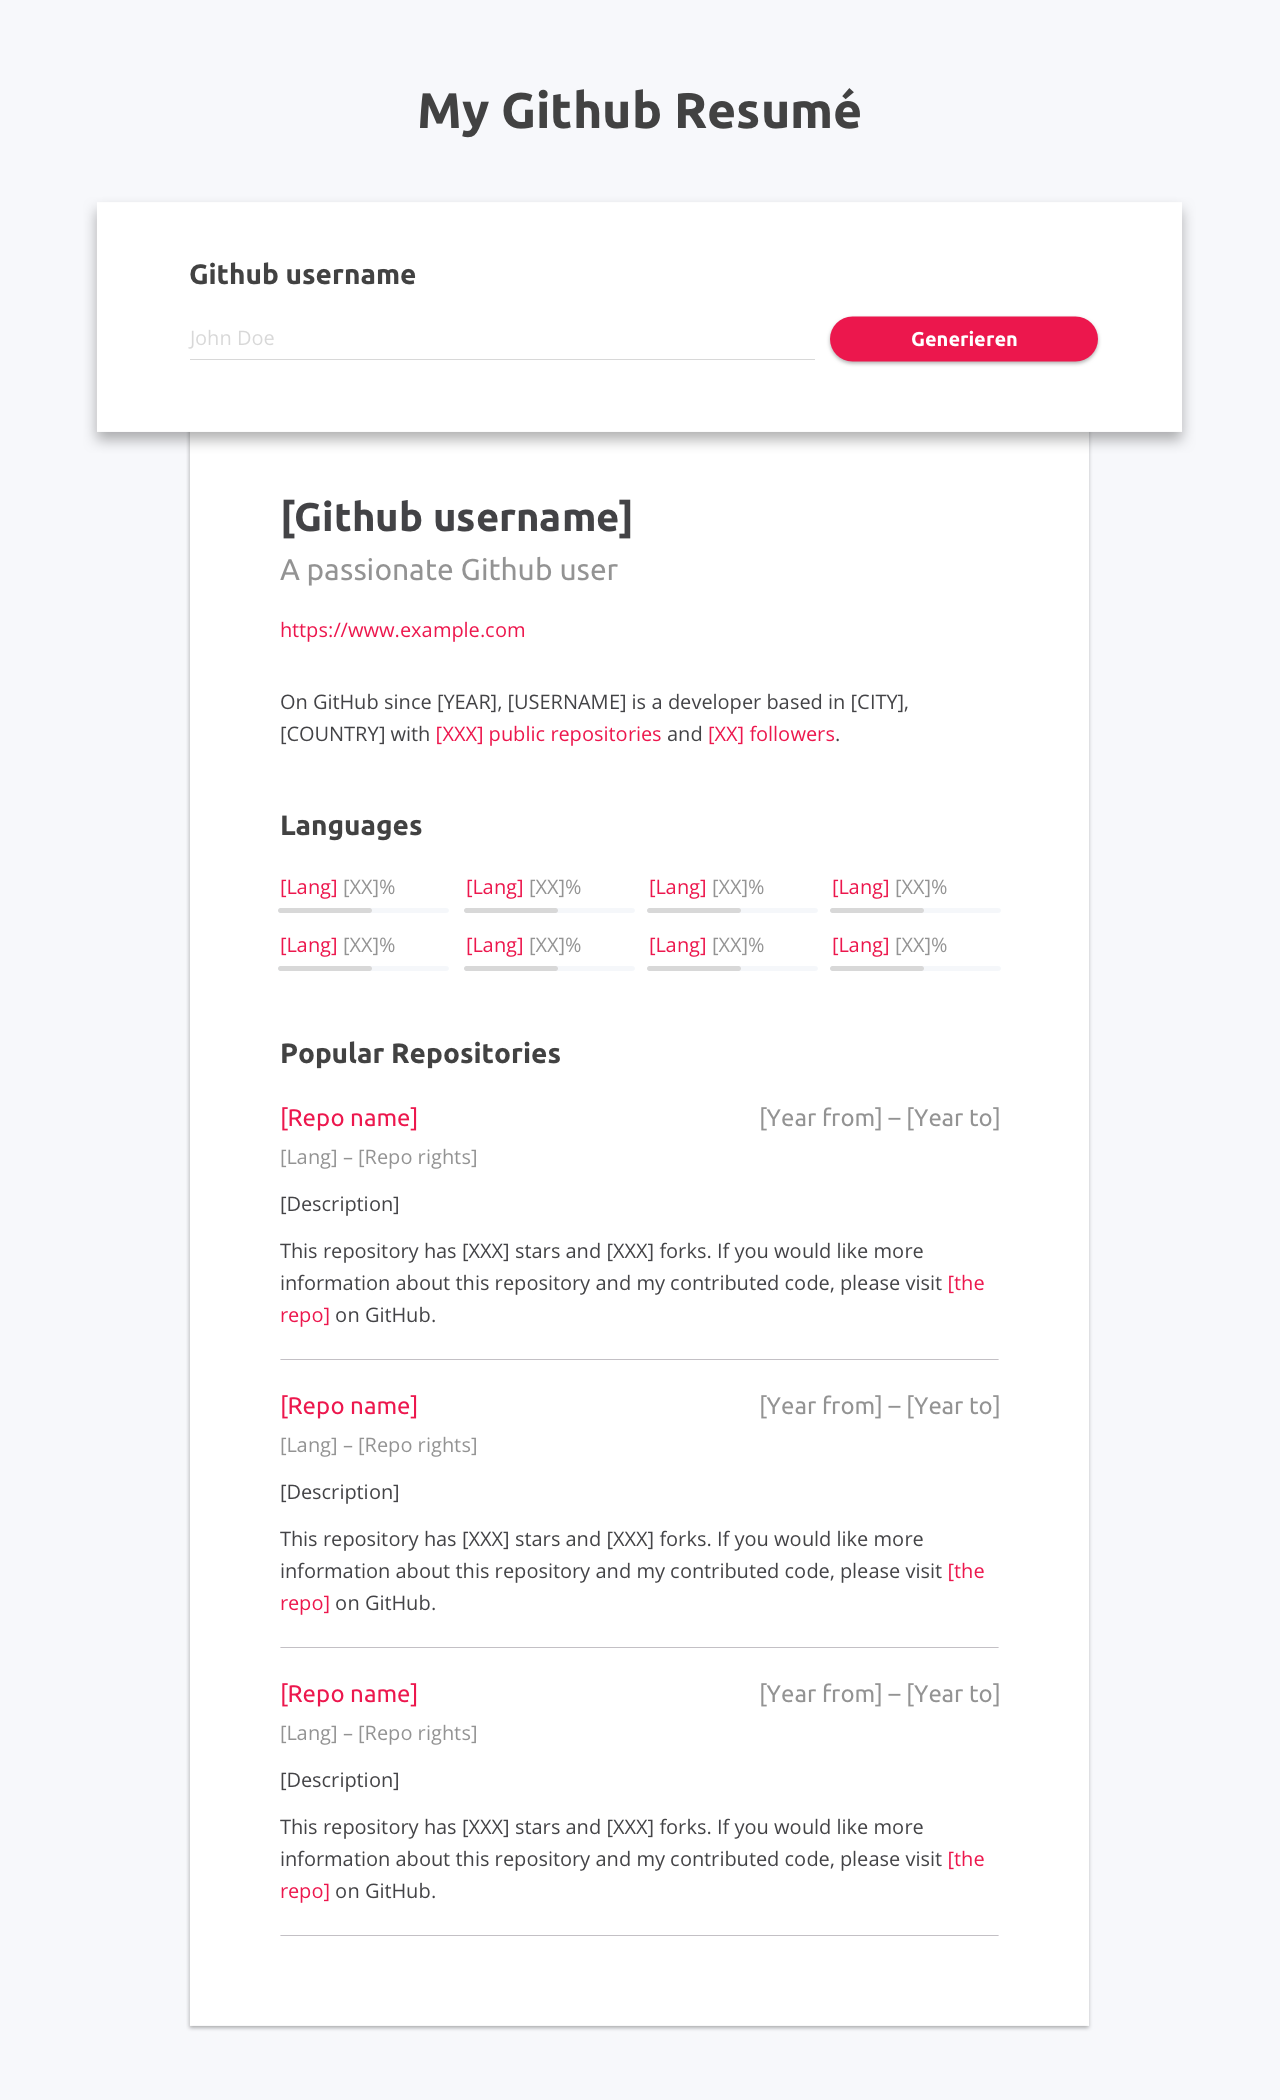 My Github Resumé
Github username
John Doe
Generieren
[Github username]
A passionate Github user
https://www.example.com
On GitHub since [YEAR], [USERNAME] is a developer based in [CITY],
[COUNTRY] with [XXX] public repositories and [XX] followers.
Languages
[Lang] [XX]% [Lang] [XX]% [Lang] [XX]% [Lang] [XX]%
[Lang] [XX]% [Lang] [XX]% [Lang] [XX]% [Lang] [XX]%
Popular Repositories
[Repo name] [Year from] – [Year to]
[Lang] – [Repo rights]
[Description]
This repository has [XXX] stars and [XXX] forks. If you would like more
information about this repository and my contributed code, please visit [the
repo] on GitHub.
[Repo name] [Year from] – [Year to]
[Lang] – [Repo rights]
[Description]
This repository has [XXX] stars and [XXX] forks. If you would like more
information about this repository and my contributed code, please visit [the
repo] on GitHub.
[Repo name] [Year from] – [Year to]
[Lang] – [Repo rights]
[Description]
This repository has [XXX] stars and [XXX] forks. If you would like more
information about this repository and my contributed code, please visit [the
repo] on GitHub.